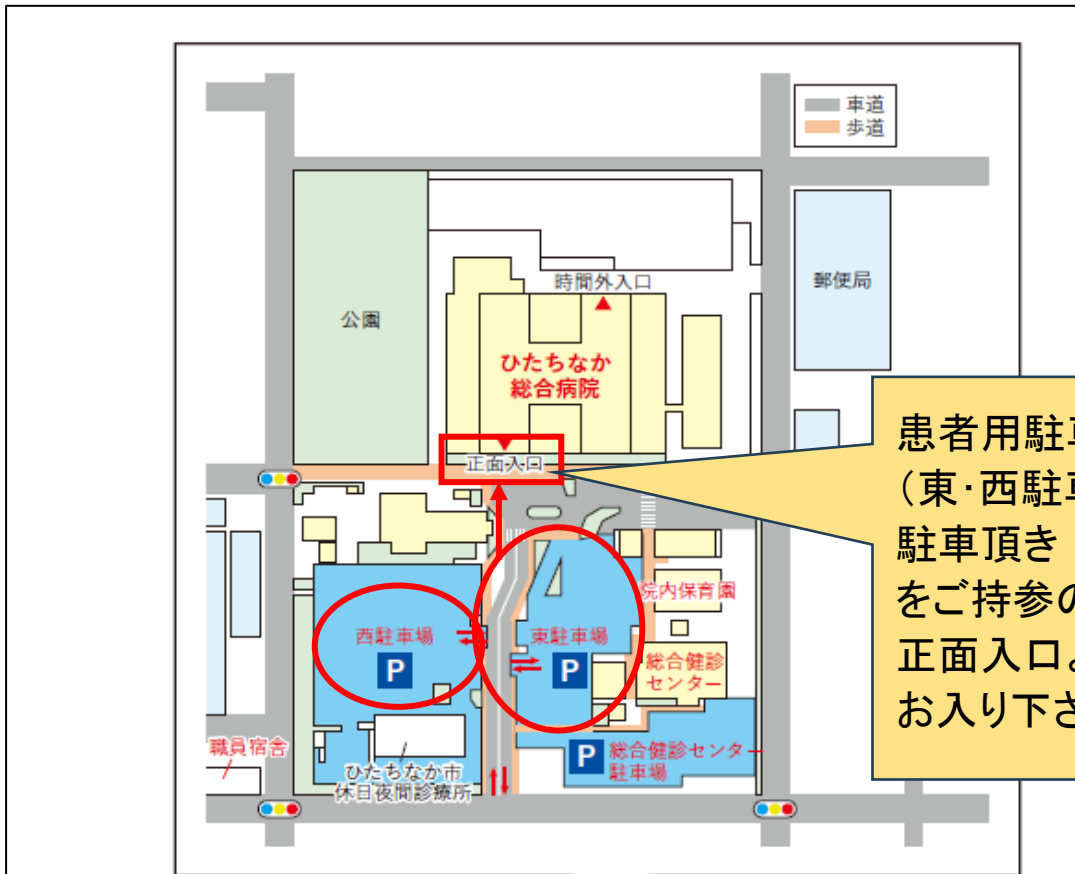 車道
歩道
郵便局
時間外入口
公園
ひたちなか
総合病院
正面入口
患者用駐
（東・西駐
駐車頂き
をご持参の
正面入口
お入り下さ
院内保育園
西駐車場
P
東駐車場
P
総合健診
センター
P
総合健診センター
駐車場
職員宿舎
ひたちなか市
休日夜間診療所